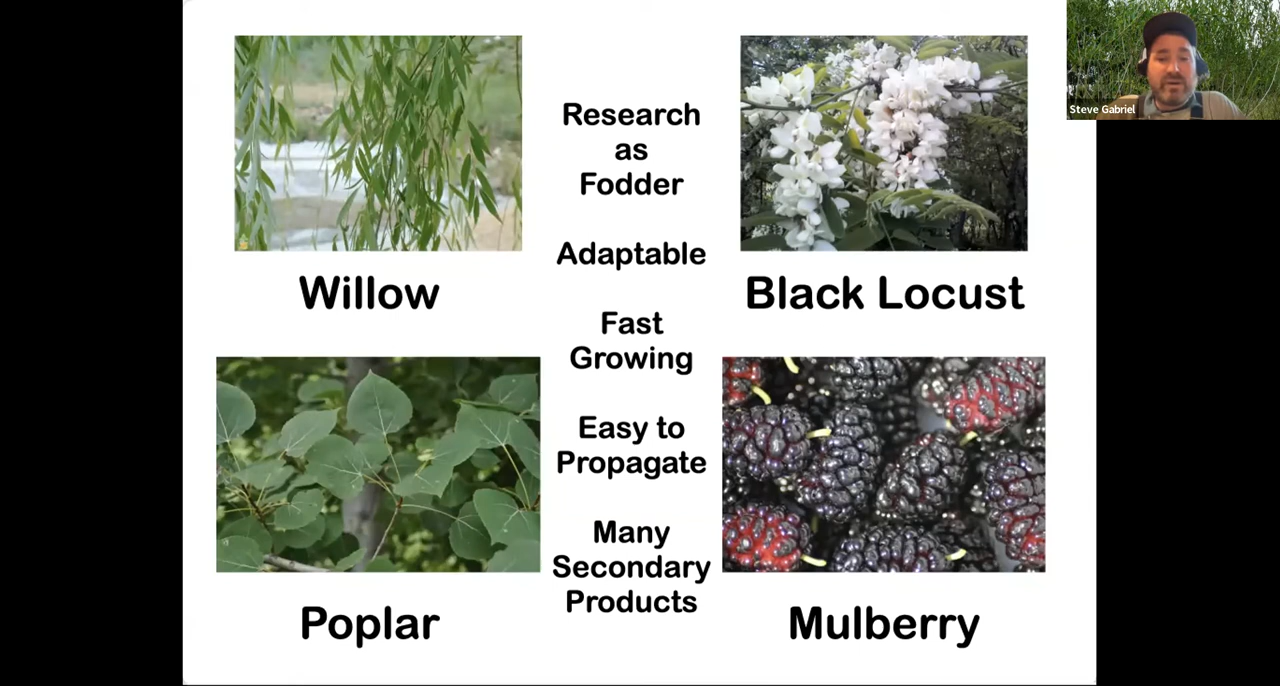 Steve Gabriel
Research
as
Fodder
Adaptable
Fast
Growing
Easy to
Propagate
Many
Secondary
Products
Willow
Black Locust
Poplar
Mulberry